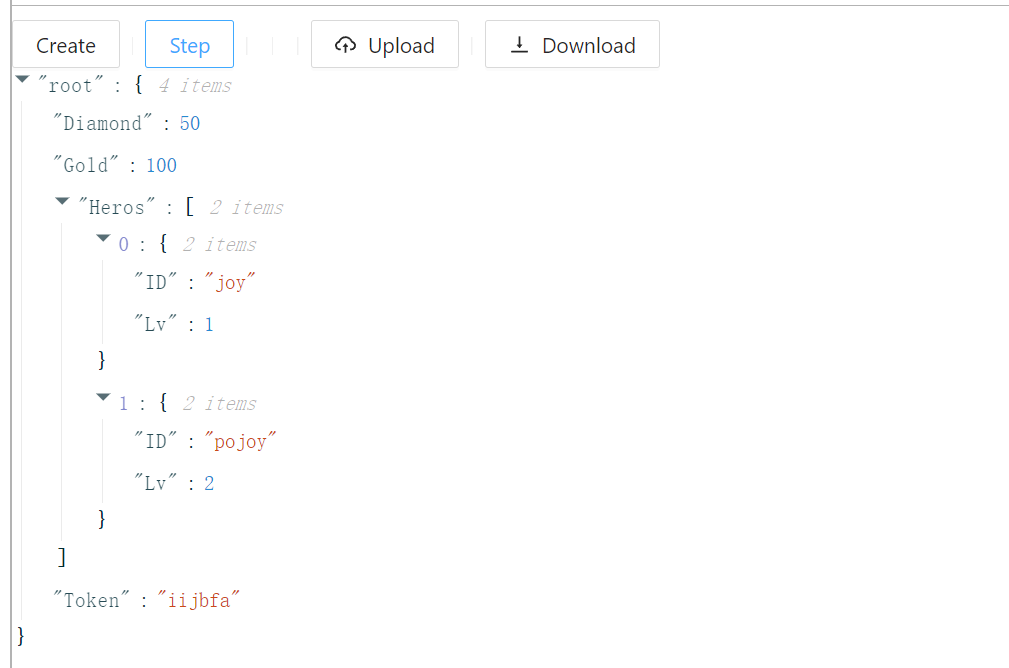 Create Step Upload Download
"root" : { 4 items
"Diamond" : 50
"Gold" : 100
"Heros" : [ 2 items
0 : { 2 items
"ID" : "joy"
"Lv" : 1
}
1 : { 2 items
"ID" : "pojoy"
"Lv" : 2
}
]
"Token" : "iijbfa"
}